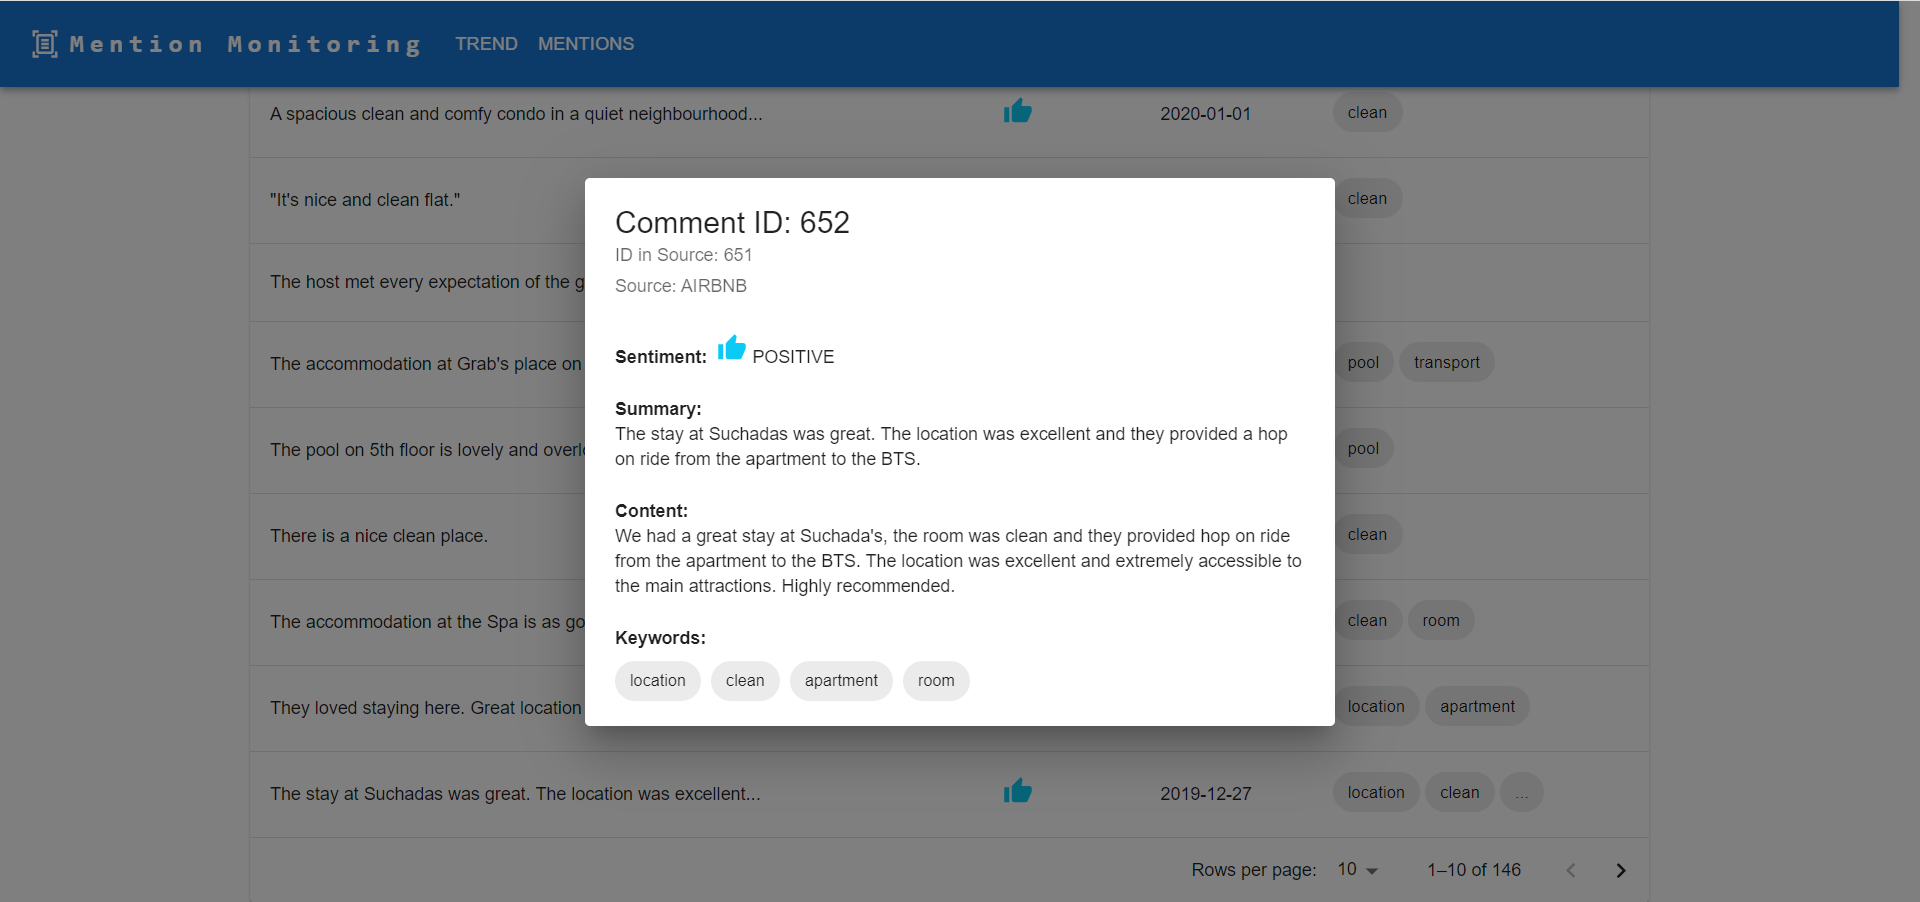 Mention Monitoring TREND MENTIONS
A spacious clean and comfy condo in a quiet neighbourhood... 2020-01-01 clean
"It's nice and clean flat." clean
The host met every expectation of the g
The accommodation at Grab's place on pool transport
The pool on 5th floor is lovely and overl
pool
There is a nice clean place. clean
The accommodation at the Spa is as go clean room
They loved staying here. Great location location apartment
The stay at Suchadas was great. The location was excellent... 2019-12-27 location clean ...
Rows per page: 10 1–10 of 146
Comment ID: 652
ID in Source: 651
Source: AIRBNB
Sentiment: POSITIVE
Summary:
The stay at Suchadas was great. The location was excellent and they provided a hop
on ride from the apartment to the BTS.
Content:
We had a great stay at Suchada's, the room was clean and they provided hop on ride
from the apartment to the BTS. The location was excellent and extremely accessible to
the main attractions. Highly recommended.
Keywords:
location clean apartment room